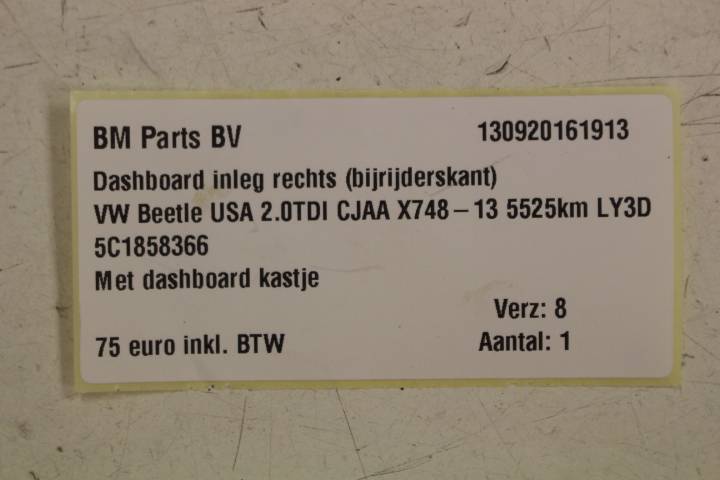 BM Parts BV 130920161913
Dashboard inleg rechts (bijrijderskant)
VW Beetle USA 2.0TDI CJAA X748 – 13 5525km LY3D
5C1858366
Met dashboard kastje
Verz: 8
75 euro inkl. BTW Aantal: 1